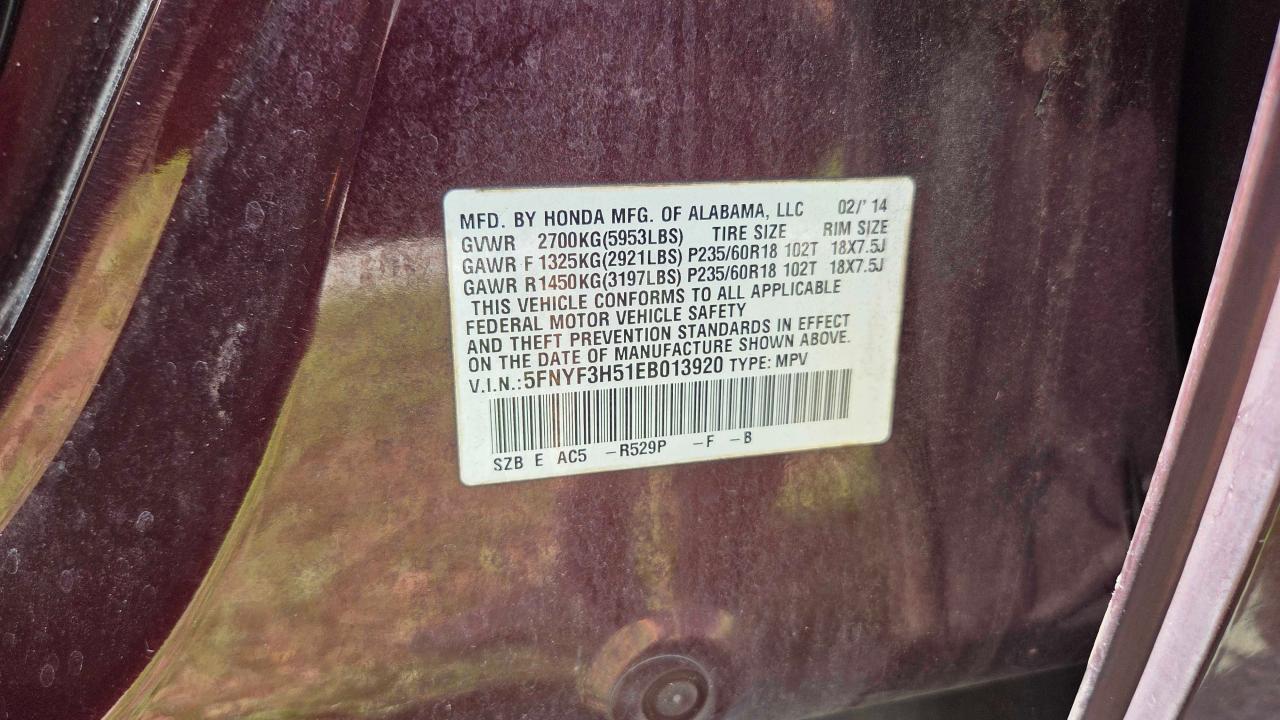 MFD. BY HONDA MFG. OF ALABAMA, LLC 02/' 14
GVWR 2700KG(5953LBS) TIRE SIZE RIM SIZE
GAWR F 1325KG(2921LBS) P235/60R18 102T 18X7.5J
GAWR R1450KG(3197LBS) P235/60R18 102T 18X7.5J
THIS VEHICLE CONFORMS TO ALL APPLICABLE
FEDERAL MOTOR VEHICLE SAFETY
AND THEFT PREVENTION STANDARDS IN EFFECT
ON THE DATE OF MANUFACTURE SHOWN ABOVE.
V.I.N.:5FNYF3H51EB013920 TYPE: MPV
SZB E AC5 -R529P -F -B